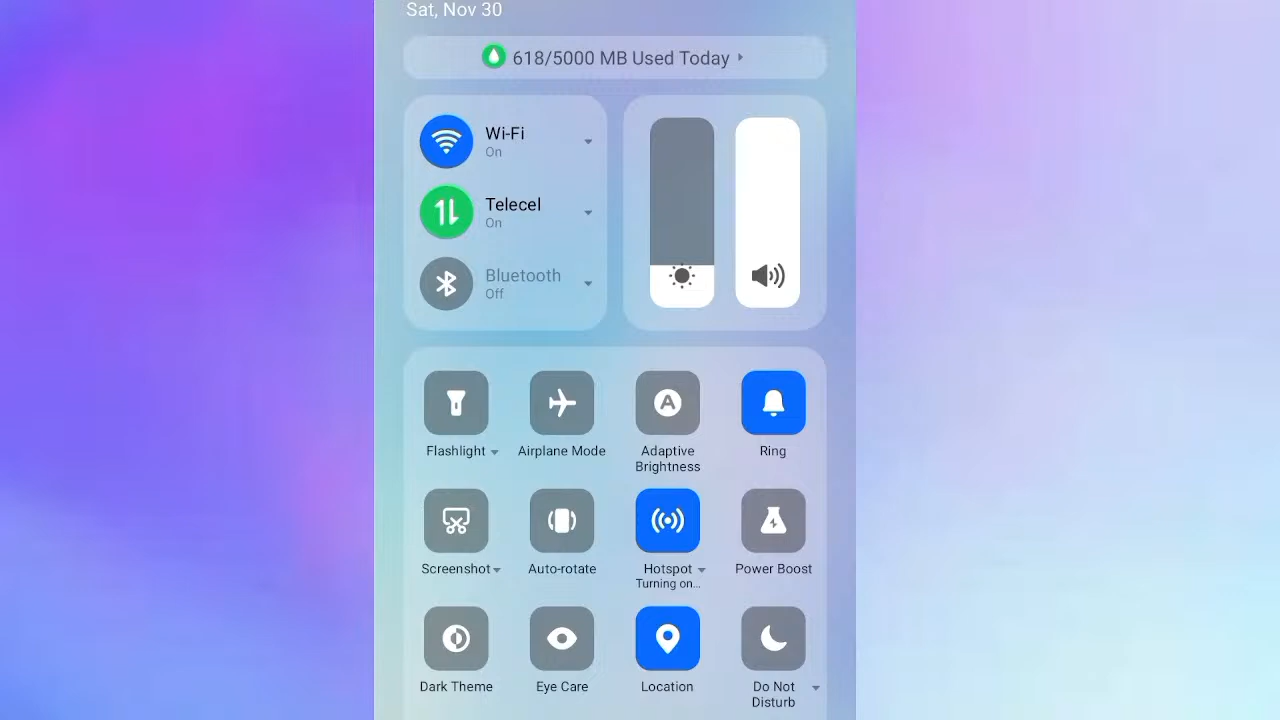 Sat, Nov 30
618/5000 MB Used Today
Wi-Fi
On
Telecel
On
Bluetooth
Off
Flashlight
Airplane Mode
Adaptive
Brightness
Ring
Screenshot
Auto-rotate
Hotspot
Turning on...
Power Boost
Dark Theme
Eye Care
Location
Do Not
Disturb